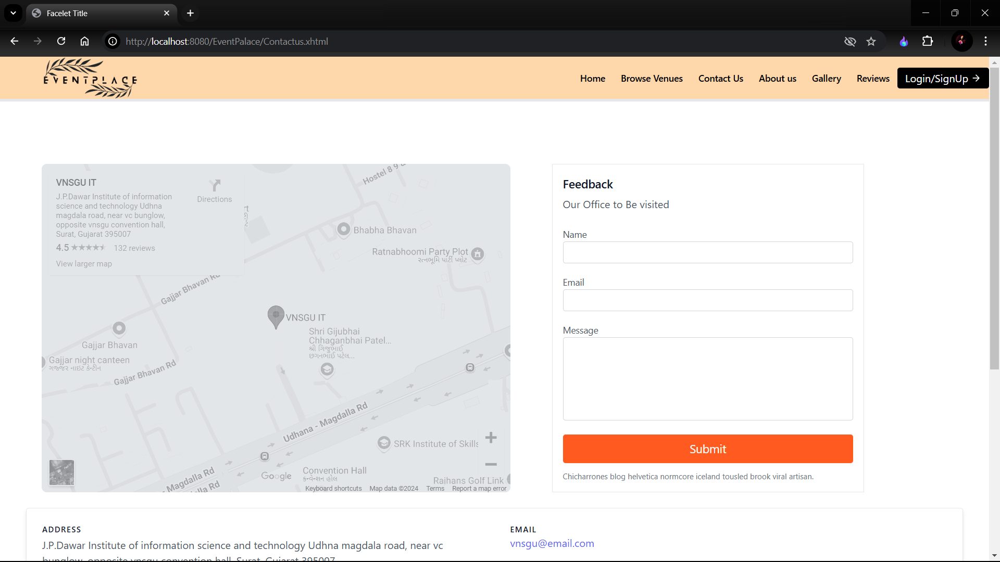 Facelet Title
http://localhost:8080/EventPalace/Contactus.xhtml
EVENTPLACE
Home
Browse Venues
Contact Us
About us
Gallery
Reviews
Login/SignUp →
VNSGU IT
J.P.Dawar Institute of information
science and technology Udhna
magdala road, near vc bunglow,
opposite vnsgu convention hall,
Surat, Gujarat 395007
4.5 ★★★★★ 132 reviews
View larger map
Directions
Hostel 8 9
Bhabha Bhavan
Ratnabhoomi Party Plot
રત્નભૂમિ પાર્ટી પ્લોટ
Gajjar Bhavan Rd
VNSGU IT
Shri Gijubhai
Chhaganbhai Patel...
શ્રી ગિજુભાઈ
છગનભાઈ પટેલ...
Gajjar Bhavan
Gajjar night canteen
ગજ્જર નાઇટ કેન્ટીન
Gajjar Bhavan Rd
Udhana - Magdalla Rd
SRK Institute of Skills
Convention Hall
કન્વેન્શન હોલ
Magdalla Rd
lla Rd
Google
Rajhans Golf Link
Keyboard shortcuts
Map data ©2024
Terms
Report a map error
Feedback
Our Office to Be visited
Name
Email
Message
Submit
Chicharrones blog helvetica normcore iceland tousled brook viral artisan.
ADDRESS
J.P.Dawar Institute of information science and technology Udhna magdala road, near vc
bunglow, opposite vnsgu convention hall, Surat, Gujarat 395007
EMAIL
vnsgu@email.com